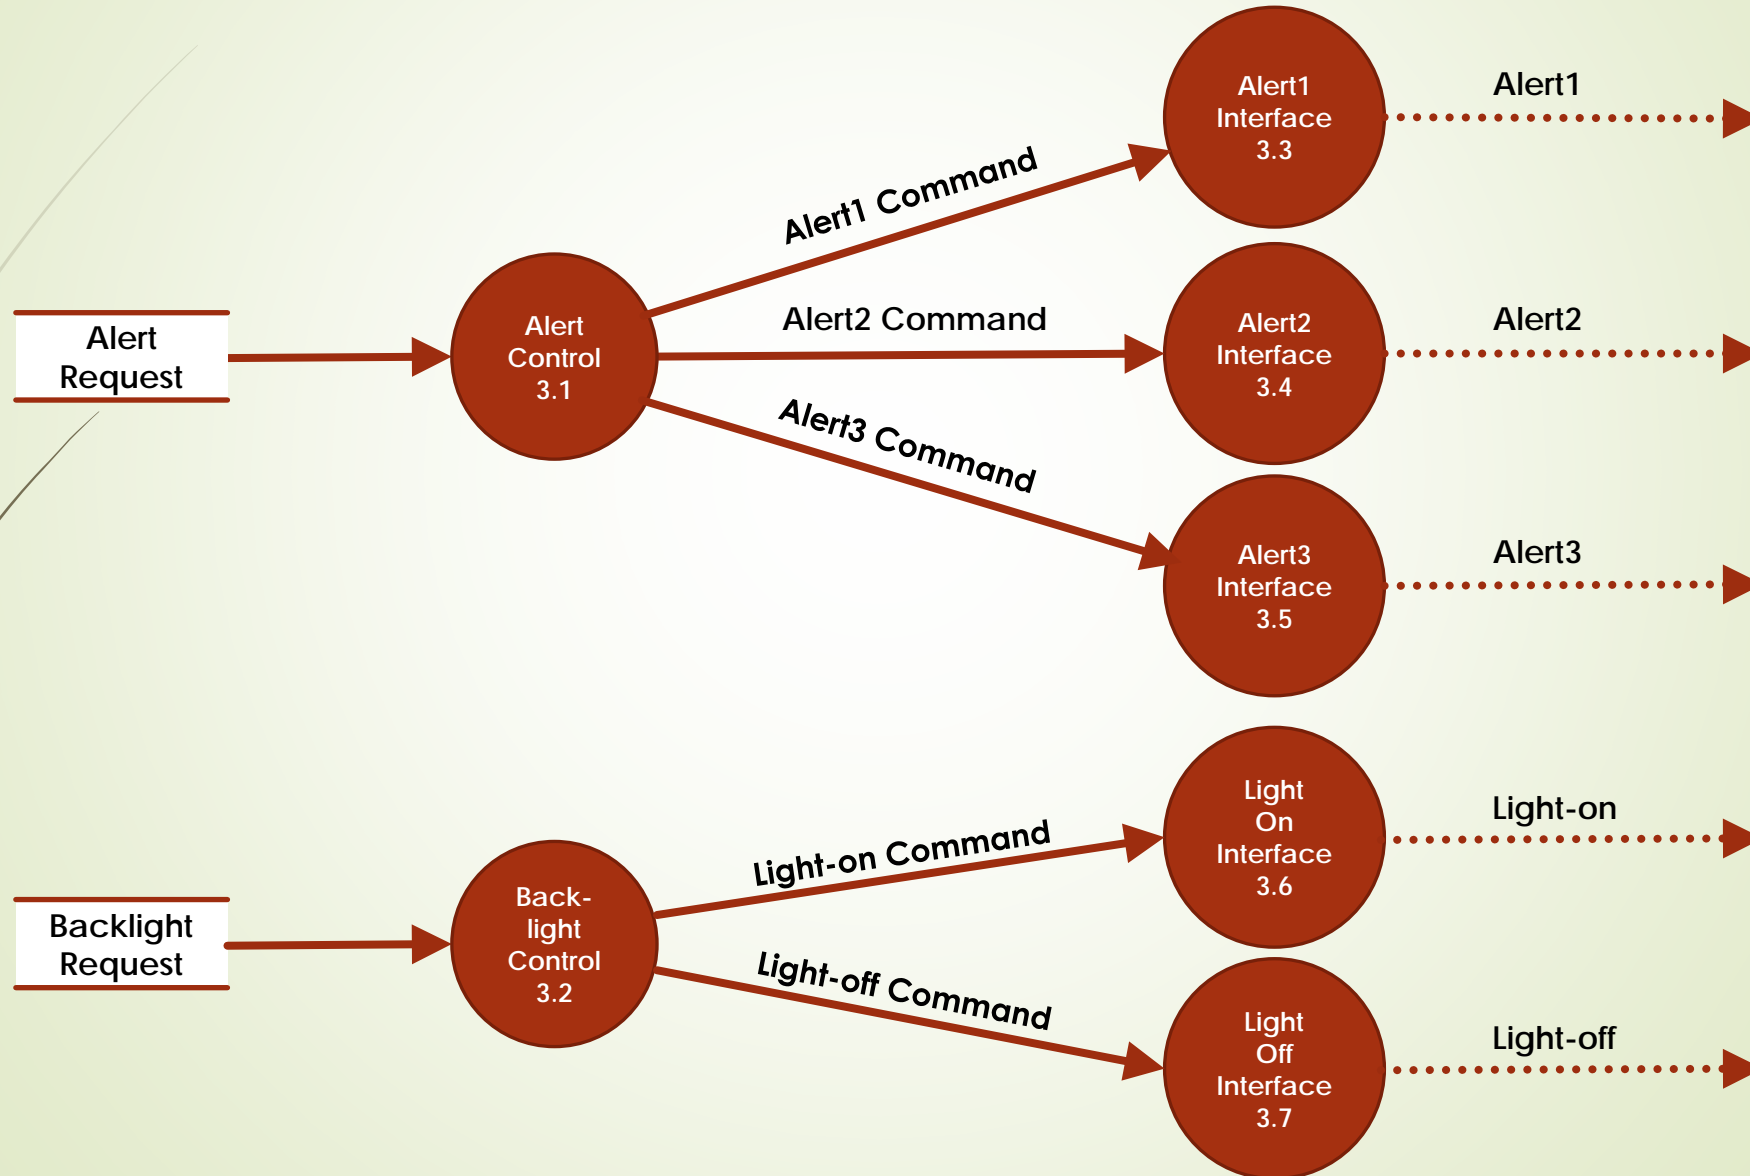 Alert1
Interface
3.3
Alert1
Alert1 Command
Alert
Request
Alert
Control
3.1
Alert2 Command
Alert2
Interface
3.4
Alert2
Alert3 Command
Alert3
Interface
3.5
Alert3
Light
On
Interface
3.6
Light-on
Light-on Command
Backlight
Request
Back-
light
Control
3.2
Light-off Command
Light
Off
Interface
3.7
Light-off